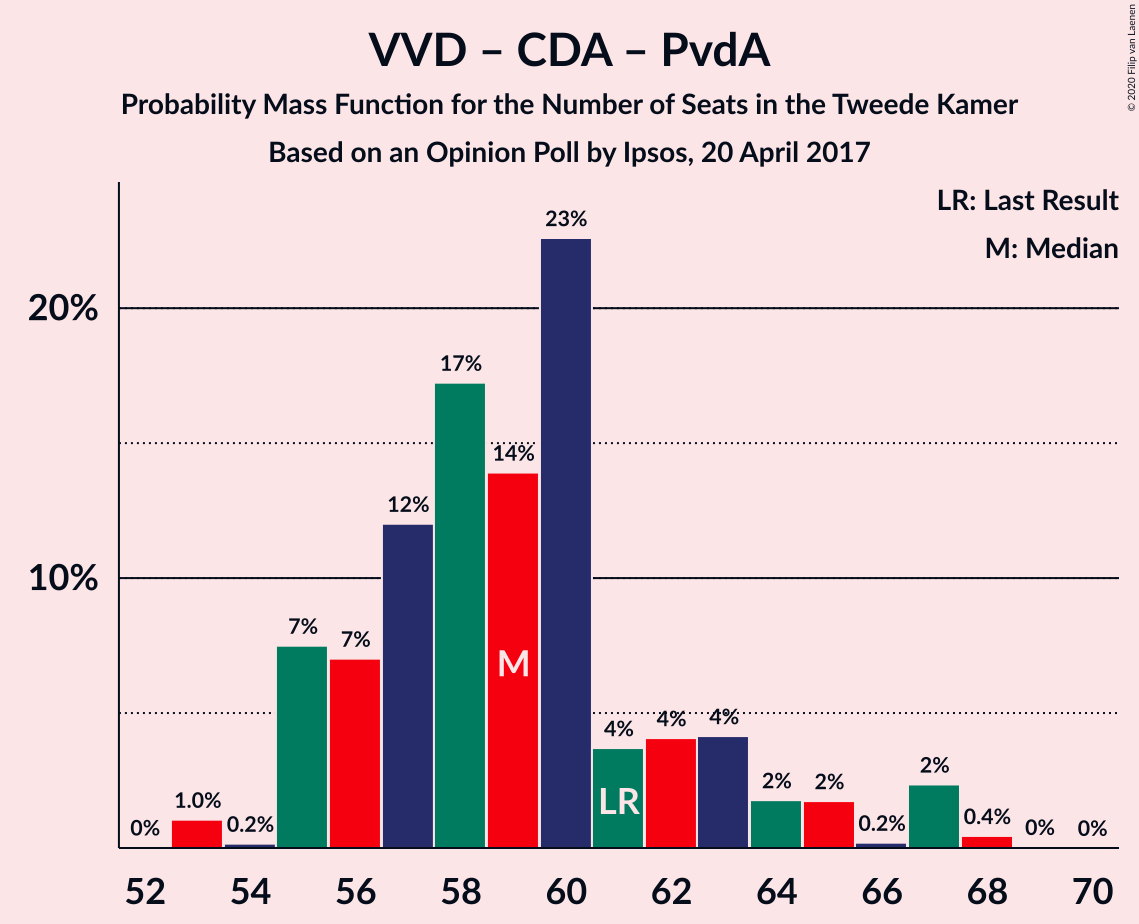 VVD – CDA – PvdA
Probability Mass Function for the Number of Seats in the Tweede Kamer
Based on an Opinion Poll by Ipsos, 20 April 2017
© 2020 Filip van Laenen
LR: Last Result
M: Median
20%
10%
0%
1.0%
0.2%
7%
7%
12%
17%
14%
23%
4%
4%
4%
2%
2%
0.2%
2%
0.4%
0%
0%
M
LR
52 54 56 58 60 62 64 66 68 70